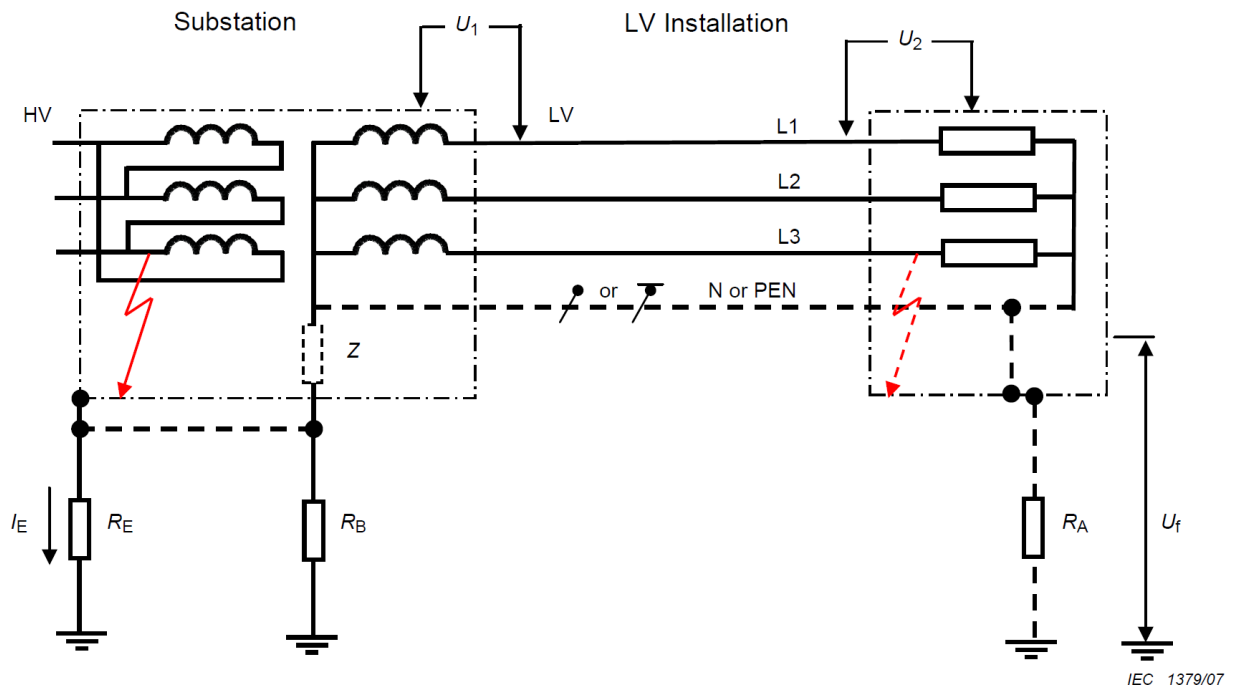 Substation
U1
LV Installation
U2
HV
LV
L1
L2
L3
or
N or PEN
Z
IE
RE
RB
RA
Uf
IEC 1379/07